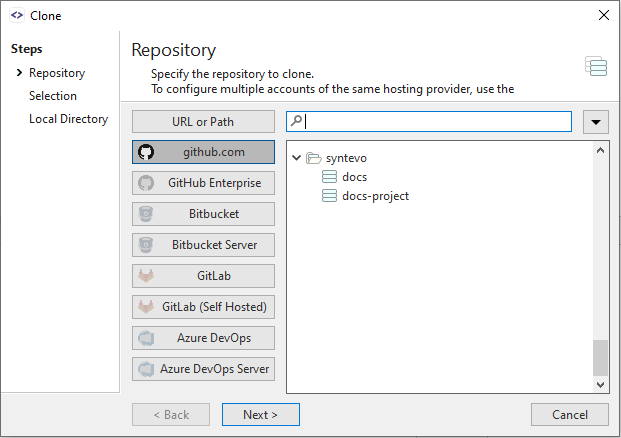 Clone
Steps
Repository
Selection
Local Directory
Repository
Specify the repository to clone.
To configure multiple accounts of the same hosting provider, use the
URL or Path
github.com
GitHub Enterprise
Bitbucket
Bitbucket Server
GitLab
GitLab (Self Hosted)
Azure DevOps
Azure DevOps Server
syntevo
docs
docs-project
< Back
Next >
Cancel